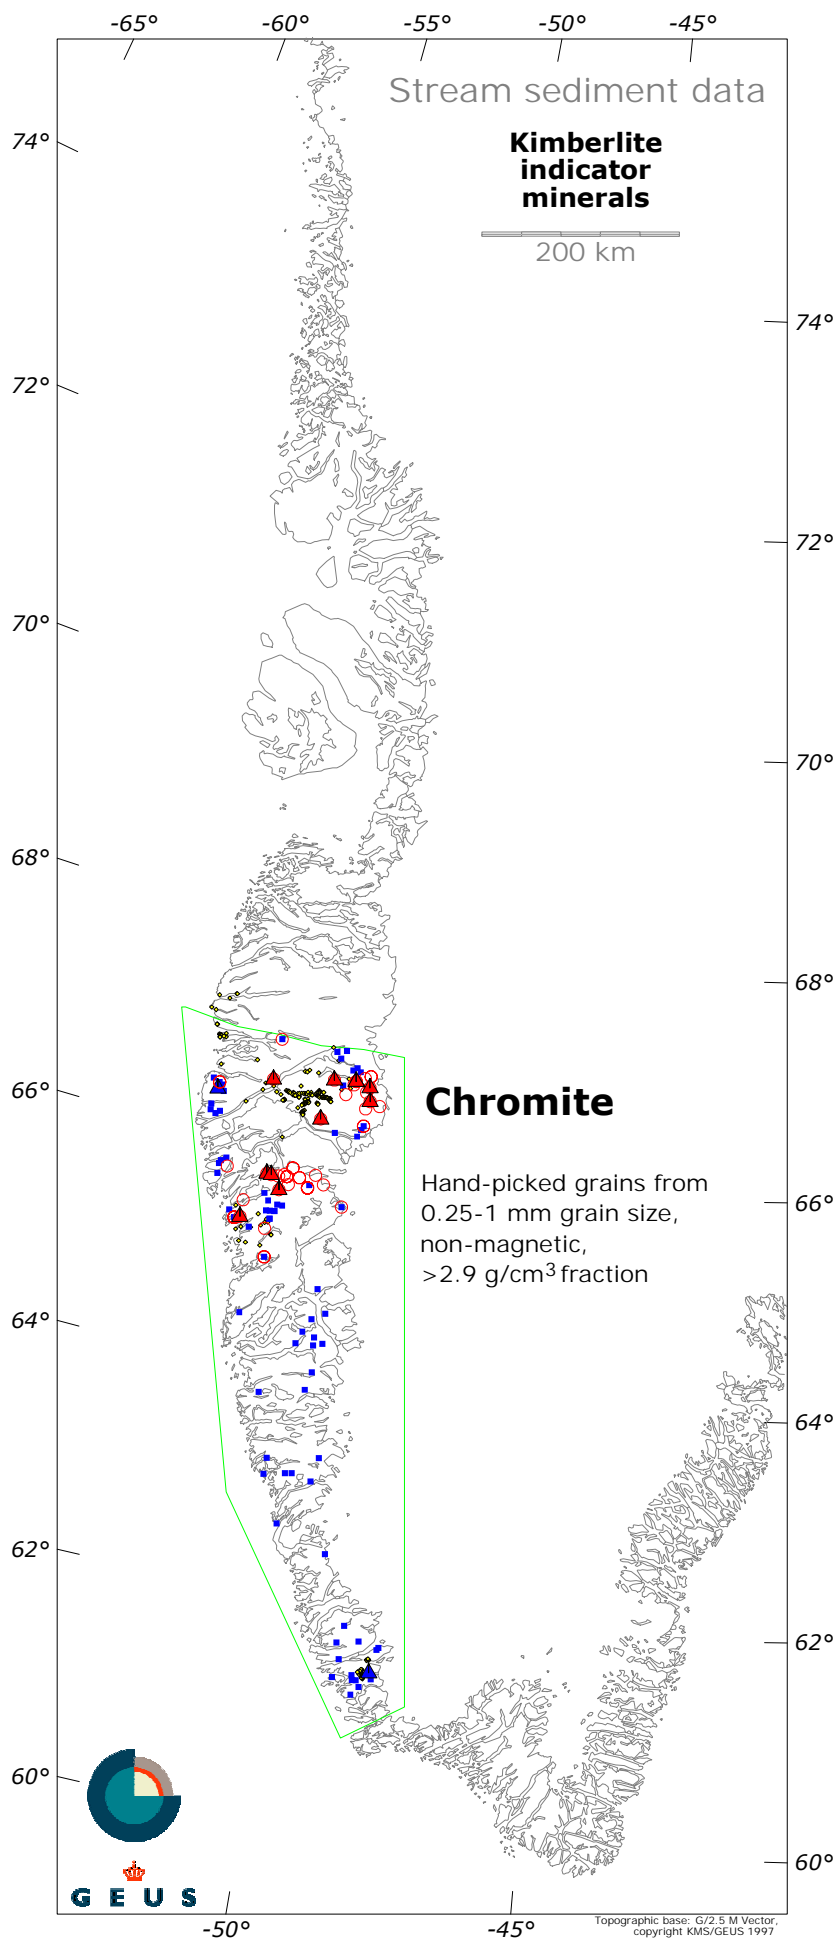 -65° -60° -55° -50° -45°
Stream sediment data
Kimberlite
indicator
minerals
200 km
74°
74°
72°
72°
70°
70°
68°
68°
66°
Chromite
Hand-picked grains from
0.25-1 mm grain size,
non-magnetic,
>2.9 g/cm³ fraction
66°
64°
64°
62°
62°
60°
60°
G E U S
-50° -45°
Topographic base: G/2.5 M Vector,
copyright KMS/GEUS 1997